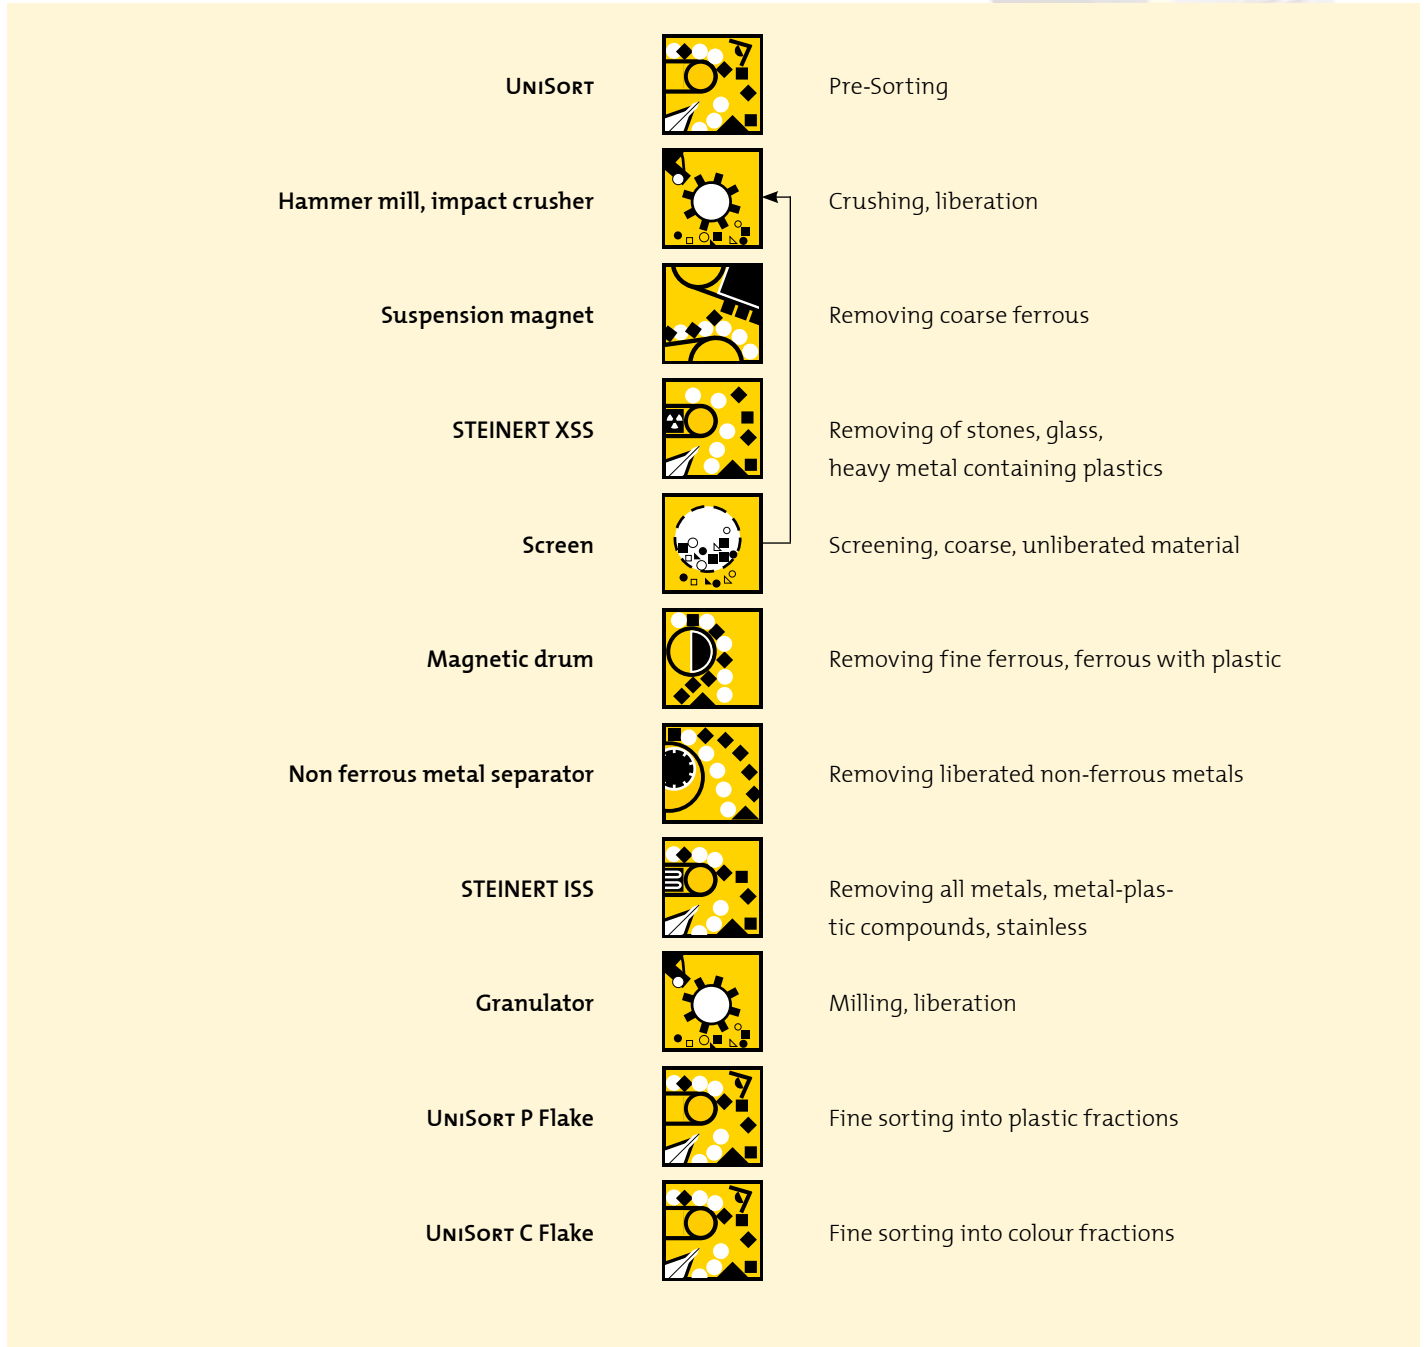 UniSort
Pre-Sorting
Hammer mill, impact crusher
Crushing, liberation
Suspension magnet
Removing coarse ferrous
STEINERT XSS
Removing of stones, glass,
heavy metal containing plastics
Screen
Screening, coarse, unliberated material
Magnetic drum
Removing fine ferrous, ferrous with plastic
Non ferrous metal separator
Removing liberated non-ferrous metals
STEINERT ISS
Removing all metals, metal-plas-
tic compounds, stainless
Granulator
Milling, liberation
UniSort P Flake
Fine sorting into plastic fractions
UniSort C Flake
Fine sorting into colour fractions